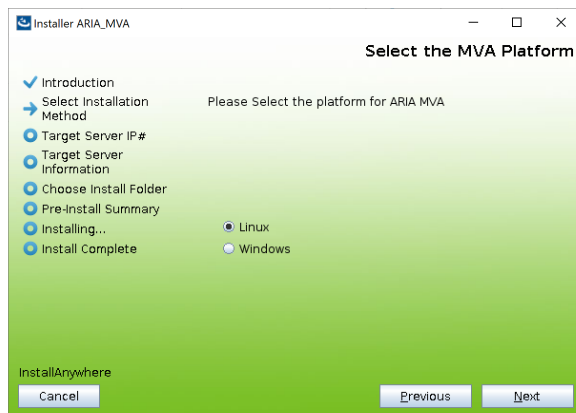 Installer ARIA_MVA
Select the MVA Platform
Introduction
Select Installation
Method
Target Server IP#
Target Server
Information
Choose Install Folder
Pre-Install Summary
Installing...
Install Complete
Please Select the platform for ARIA MVA
Linux
Windows
InstallAnywhere
Cancel
Previous
Next